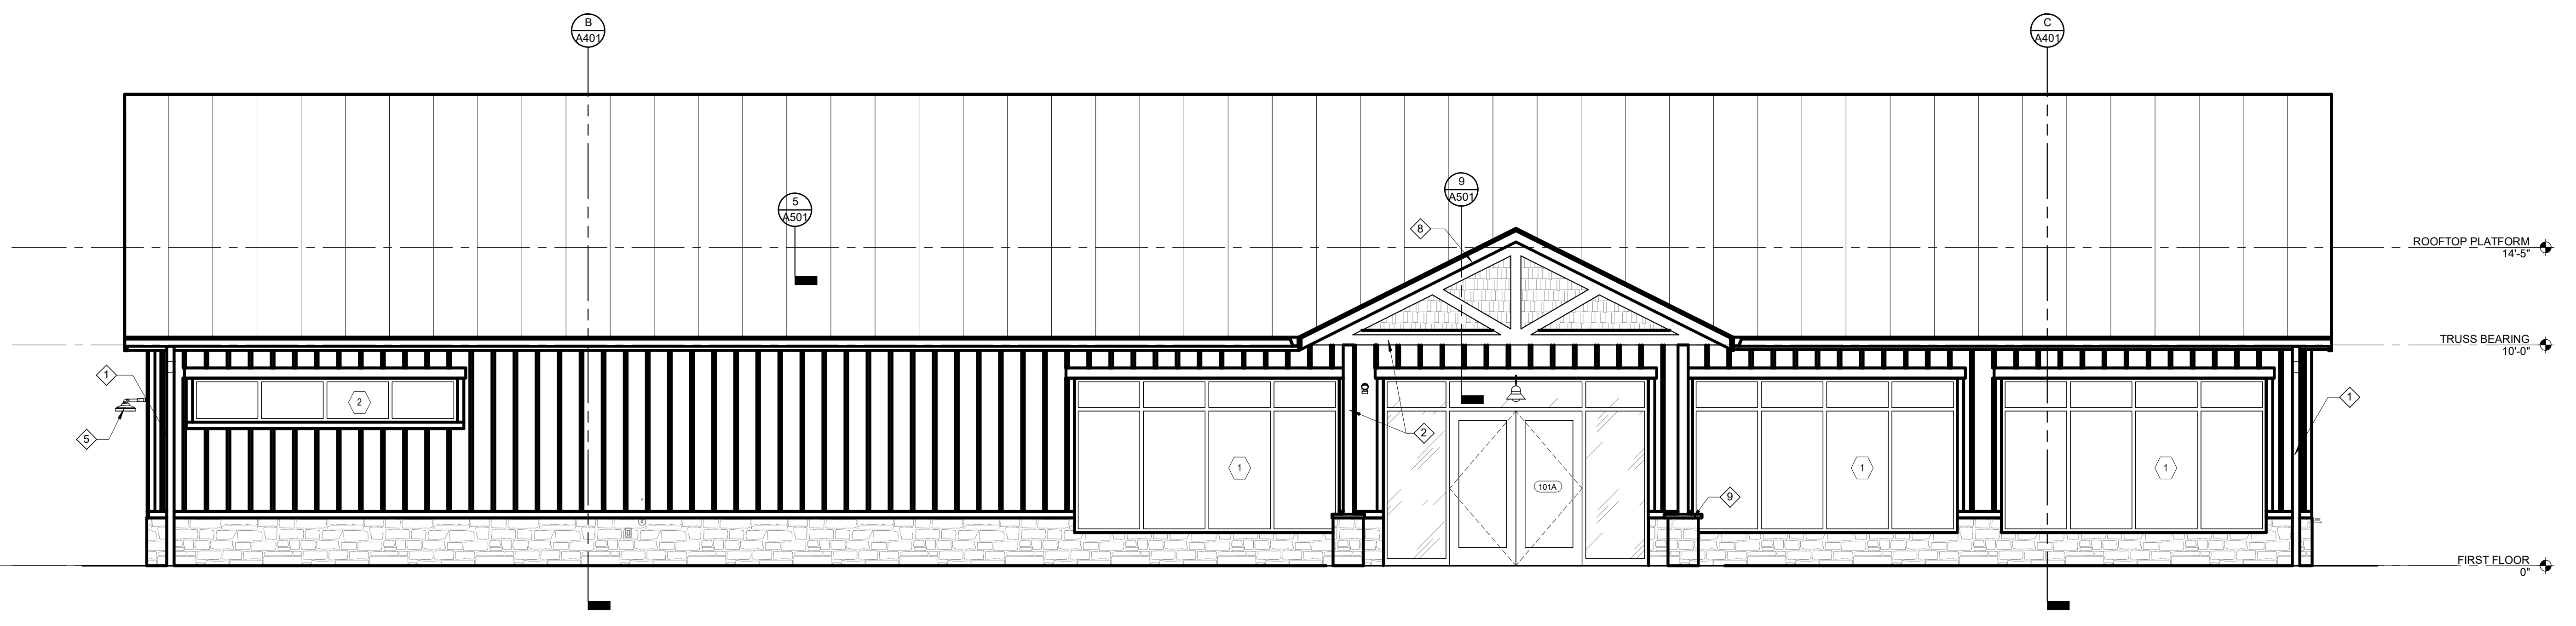 B
A401
C
A401
5
A501
9
A501
8
ROOFTOP PLATFORM
14'-5"
TRUSS BEARING
10'-0"
1
5
2
1
2
101A
1
1
9
1
FIRST FLOOR
0"